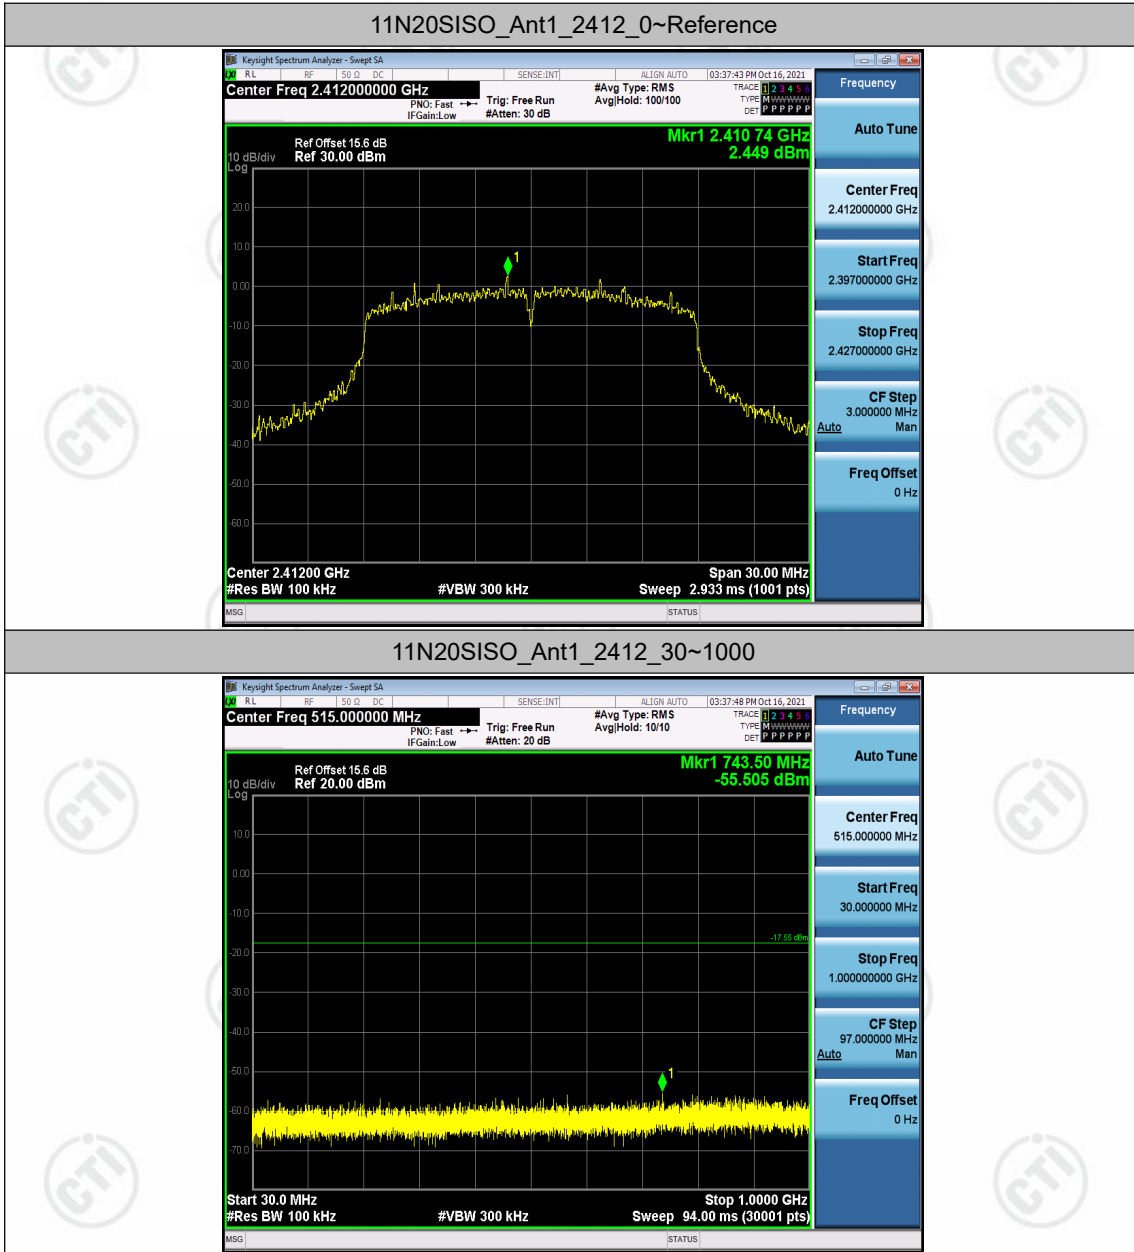 11N20SISO_Ant1_2412_0~Reference
Keysight Spectrum Analyzer - Swept SA
LXI RL RF 50 Ω DC SENSE:INT ALIGN AUTO 03:37:43 PM Oct 16, 2021
Center Freq 2.412000000 GHz #Avg Type: RMS TRACE 1 2 3 4 5 6
PNO: Fast Trig: Free Run Avg|Hold: 100/100 TYPE M WWWWW
IFGain:Low #Atten: 30 dB DET P P P P P P
Frequency
Auto Tune
Center Freq
2.412000000 GHz
Start Freq
2.397000000 GHz
Stop Freq
2.427000000 GHz
CF Step
3.000000 MHz
Auto Man
Freq Offset
0 Hz
Mkr1 2.410 74 GHz
2.449 dBm
Ref Offset 15.6 dB
10 dB/div Ref 30.00 dBm
Log
20.0
10.0
0.00
-10.0
-20.0
-30.0
-40.0
-50.0
-60.0
1
Center 2.41200 GHz Span 30.00 MHz
#Res BW 100 kHz #VBW 300 kHz Sweep 2.933 ms (1001 pts)
MSG STATUS
11N20SISO_Ant1_2412_30~1000
Keysight Spectrum Analyzer - Swept SA
LXI RL RF 50 Ω DC SENSE:INT ALIGN AUTO 03:37:48 PM Oct 16, 2021
Center Freq 515.000000 MHz #Avg Type: RMS TRACE 1 2 3 4 5 6
PNO: Fast Trig: Free Run Avg|Hold: 10/10 TYPE M WWWWW
IFGain:Low #Atten: 20 dB DET P P P P P P
Frequency
Auto Tune
Center Freq
515.000000 MHz
Start Freq
30.000000 MHz
Stop Freq
1.000000000 GHz
CF Step
97.000000 MHz
Auto Man
Freq Offset
0 Hz
Mkr1 743.50 MHz
-55.505 dBm
Ref Offset 15.6 dB
10 dB/div Ref 20.00 dBm
Log
10.0
0.00
-10.0
-20.0
-30.0
-40.0
-50.0
-60.0
-70.0
-17.55 dBm
1
Start 30.0 MHz Stop 1.0000 GHz
#Res BW 100 kHz #VBW 300 kHz Sweep 94.00 ms (30001 pts)
MSG STATUS
CTI
CTI
CTI
CTI
CTI
CTI